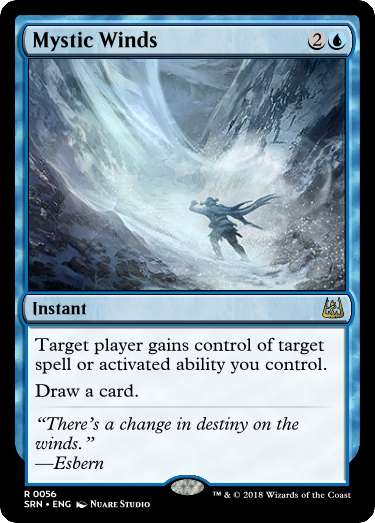 Mystic Winds 2
Instant
Target player gains control of target
spell or activated ability you control.
Draw a card.
“There’s a change in destiny on the
winds.”
—Esbern
R 0056
SRN • ENG NUARE STUDIO
™ & © 2018 Wizards of the Coast